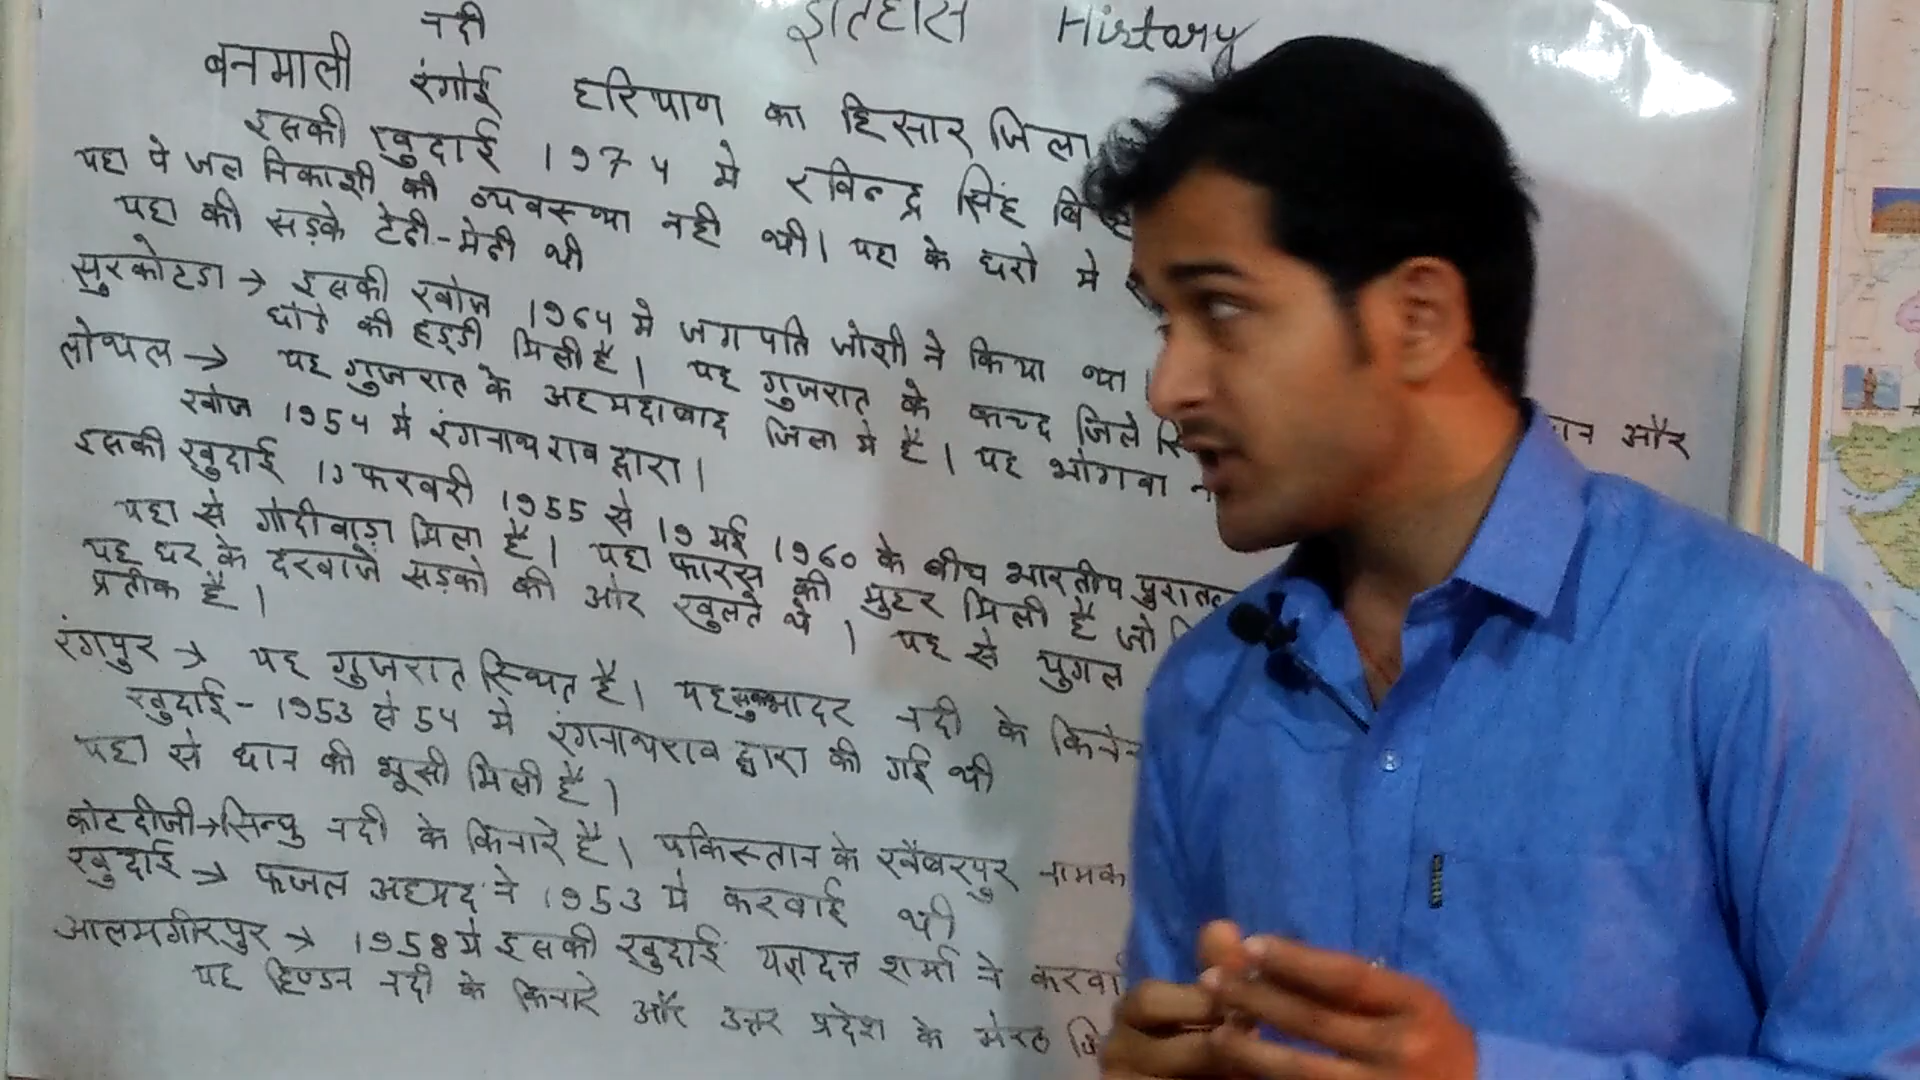 इतिहास History
नदी
बनमाली रंगोई हरियाण का हिसार जिला
इसकी खुदाई 1974 मे रविन्द्र सिंह
यहा पे जल निकाशी की व्यवस्था नही थी। यहा के घरो मे
यहा की सड़के टेढी-मेढी थी
सुरकोटडा → इसकी खोज 1964 मे जगपति जोशी ने किया था।
घोडे की हड्डी मिली है। यह गुजरात के कच्द जिले
लोथल → यह गुजरात के अहमदाबाद जिला मे है। यह भोगवा और
खोज 1954 मे रंगनाथ राव द्वारा।
इसकी खुदाई 13 फरवरी 1955 से 19 मई 1960 के बीच भारतीय पुरातत्व
यहा से गोदीवाड़ा मिला है। यहा फारस की मुहर मिली है जो
यह घर के दरवाजे सड़को की ओर खुलते थे। यह से युगल
प्रतीक है।
रंगपुर → यह गुजरात स्थित है। यह भादर नदी के किनारे
खुदाई - 1953 से 54 मे रंगनाथराव द्वारा की गई थी
यहा से धान की भूसी मिली है।
कोटदीजी → सिन्धु नदी के किनारे है। पकिस्तान के खैबरपुर नामक
खुदाई → फजल अहमद ने 1953 मे करवाई थी
आलमगीरपुर → 1958 मे इसकी खुदाई यज्ञदत्त शर्मा ने
यह हिण्डन नदी के किनारे और उत्तर प्रदेश के मेरठ